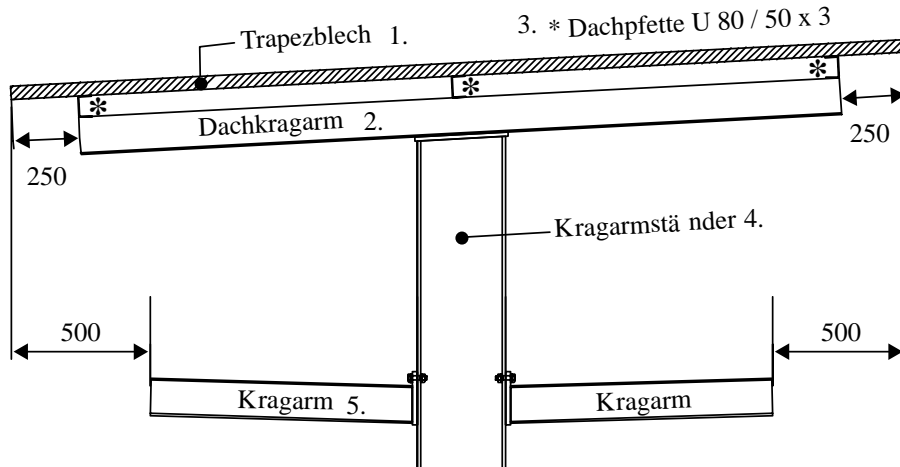 3. * Dachpfette U 80 / 50 x 3
Trapezblech 1.
* * *
Dachkragarm 2.
250 250
Kragarmstä nder 4.
500 500
Kragarm 5. Kragarm